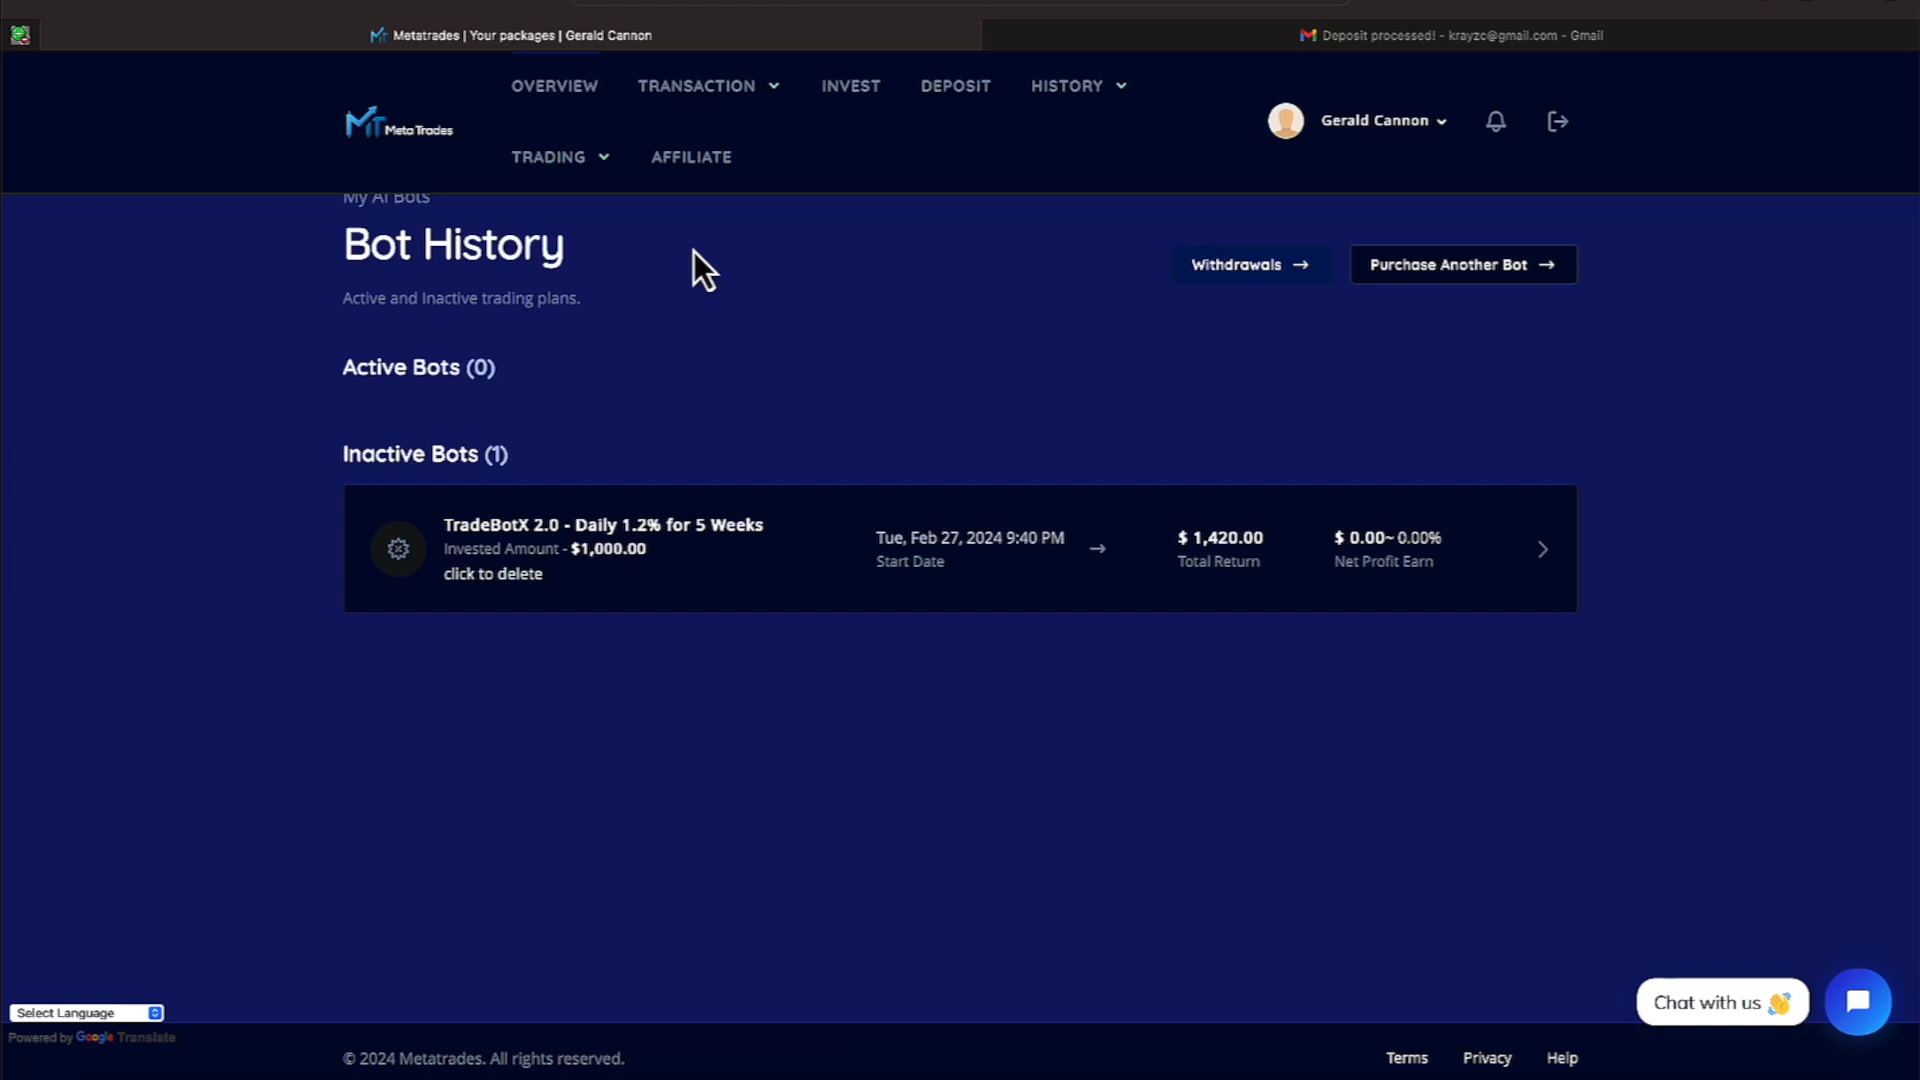 Metatrades | Your packages | Gerald Cannon
Deposit processed! - krayzc@gmail.com - Gmail
OVERVIEW TRANSACTION INVEST DEPOSIT HISTORY
MT MetaTrades
Gerald Cannon
TRADING AFFILIATE
My AI Bots
Bot History
Withdrawals →
Purchase Another Bot →
Active and Inactive trading plans.
Active Bots (0)
Inactive Bots (1)
TradeBotX 2.0 - Daily 1.2% for 5 Weeks
Invested Amount - $1,000.00
click to delete
Tue, Feb 27, 2024 9:40 PM →
Start Date
$ 1,420.00
Total Return
$ 0.00~ 0.00%
Net Profit Earn
Chat with us 👋
Select Language
Powered by Google Translate
© 2024 Metatrades. All rights reserved.
Terms Privacy Help